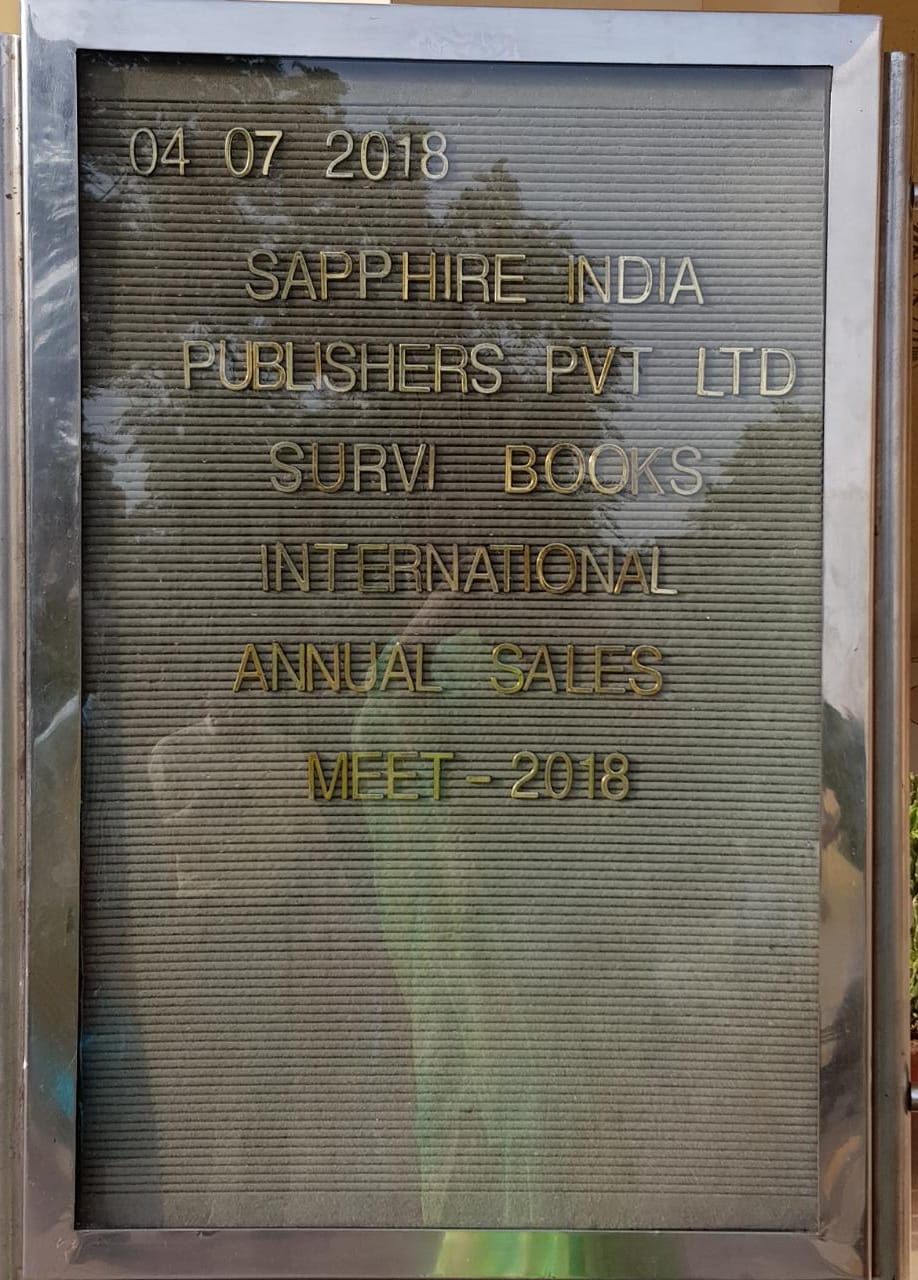 04 07 2018
SAPPHIRE INDIA
PUBLISHERS PVT LTD
SURVI BOOKS
INTERNATIONAL
ANNUAL SALES
MEET - 2018